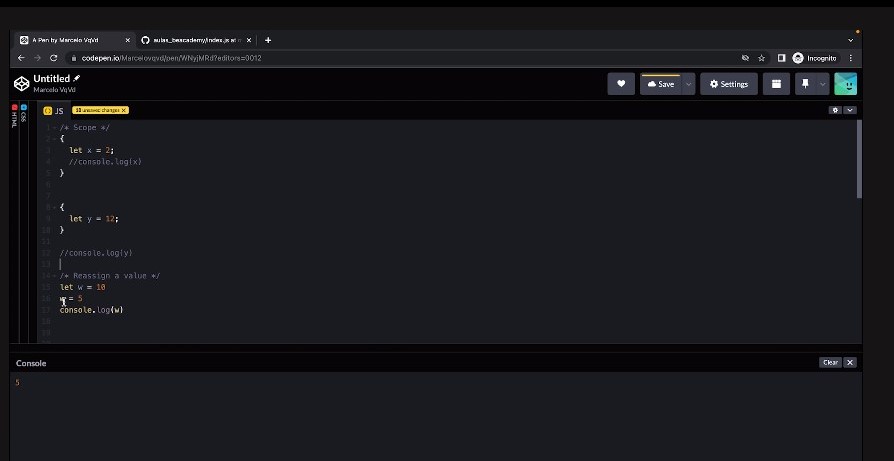 A Pen by Marcelo VqVd
aulas_beacademy/index.js at
codepen.io/Marcelovqvd/pen/WNyjMRd?editors=0012
Incognito
Untitled
Marcelo VqVd
Save
Settings
HTML
CSS
JS
10 unsaved changes ×
1 /* Scope */
2 {
3 let x = 2;
4 //console.log(x)
5 }
6
7
8 {
9 let y = 12;
10 }
11
12 //console.log(y)
13
14 /* Reassign a value */
15 let w = 10
16 w = 5
17 console.log(w)
18
19
Console
Clear
5